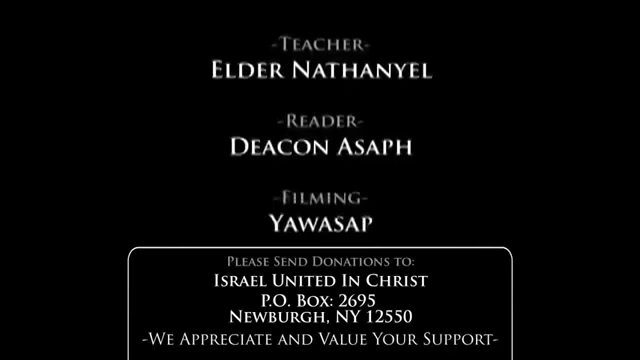 -Teacher-
Elder Nathanyel
-Reader-
Deacon Asaph
-Filming-
Yawasap
Please Send Donations to:
Israel United In Christ
P.O. Box: 2695
Newburgh, NY 12550
-We Appreciate and Value Your Support-